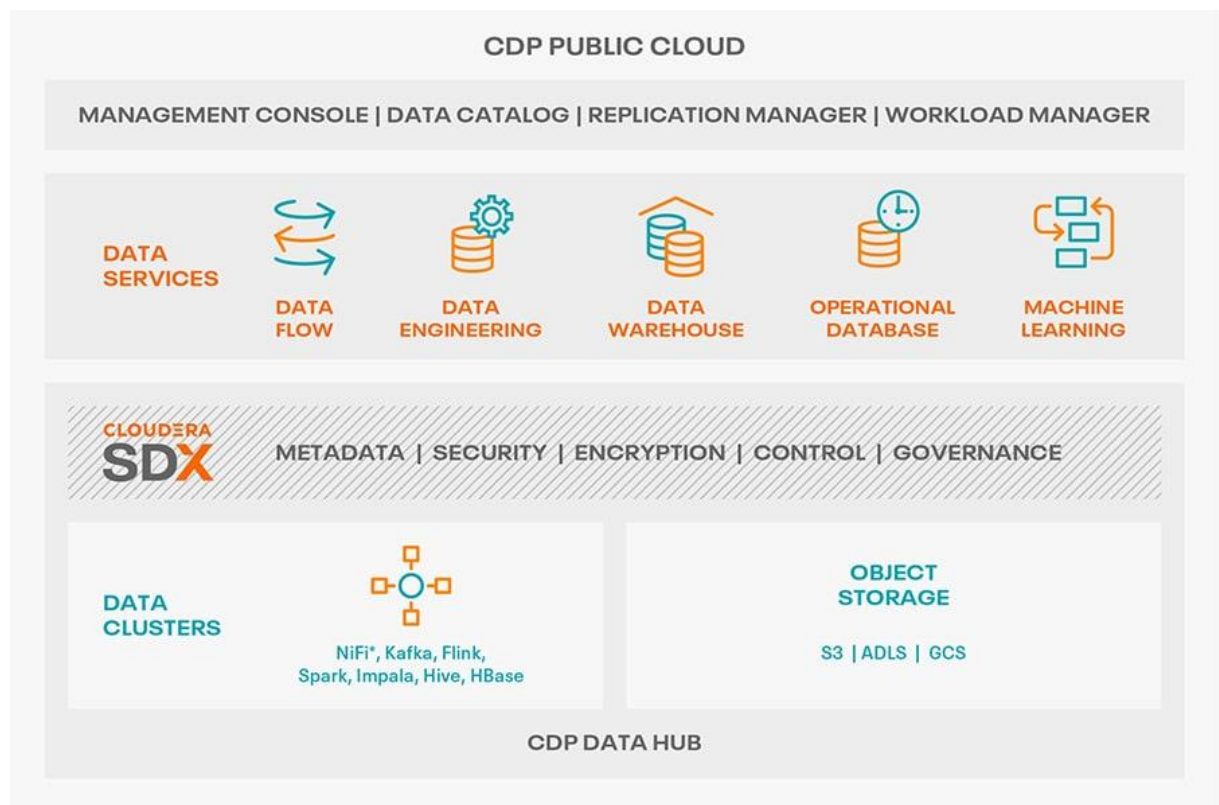 CDP PUBLIC CLOUD
MANAGEMENT CONSOLE | DATA CATALOG | REPLICATION MANAGER | WORKLOAD MANAGER
DATA
SERVICES
DATA
FLOW
DATA
ENGINEERING
DATA
WAREHOUSE
OPERATIONAL
DATABASE
MACHINE
LEARNING
CLOUDERA
SDX
METADATA | SECURITY | ENCRYPTION | CONTROL | GOVERNANCE
DATA
CLUSTERS
NiFi*, Kafka, Flink,
Spark, Impala, Hive, HBase
OBJECT
STORAGE
S3 | ADLS | GCS
CDP DATA HUB